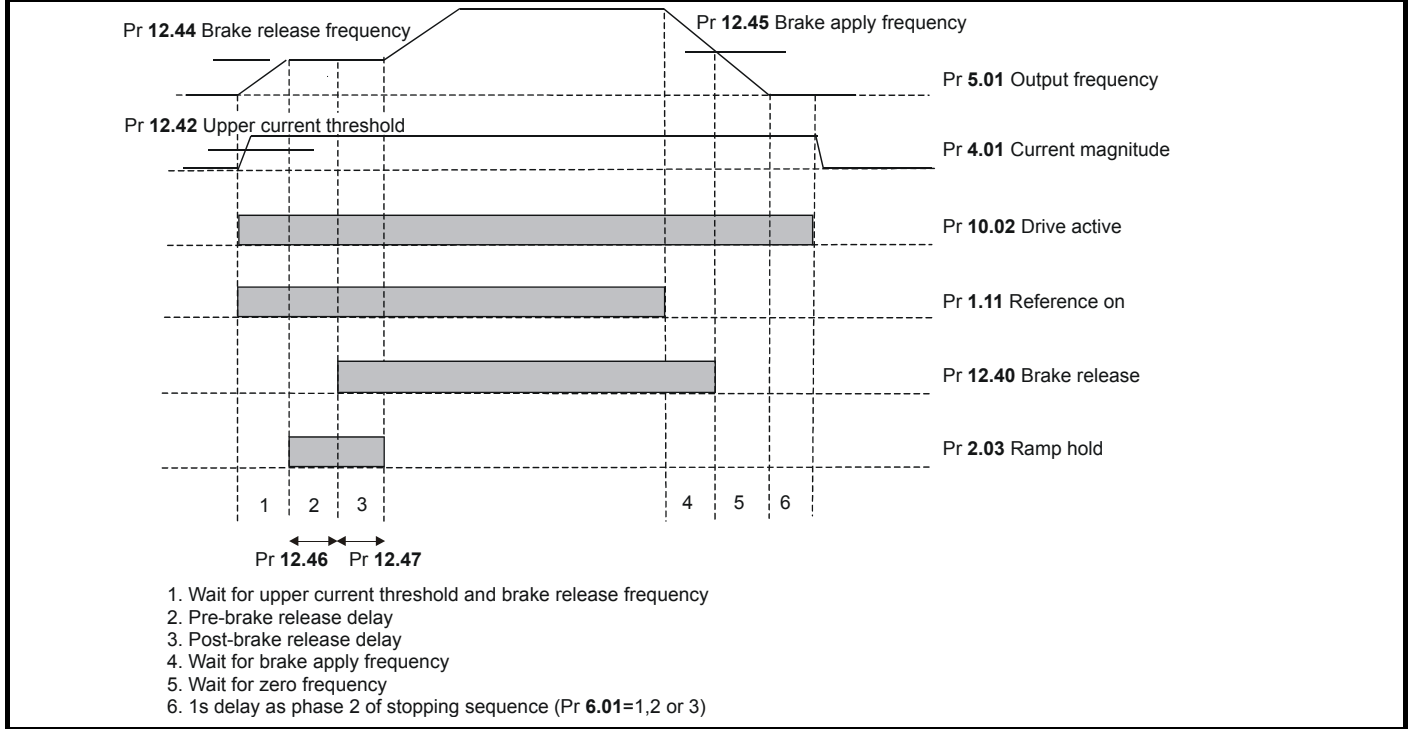 Pr 12.44 Brake release frequency
Pr 12.45 Brake apply frequency
Pr 5.01 Output frequency
Pr 12.42 Upper current threshold
Pr 4.01 Current magnitude
Pr 10.02 Drive active
Pr 1.11 Reference on
Pr 12.40 Brake release
Pr 2.03 Ramp hold
1 2 3 4 5 6
Pr 12.46 Pr 12.47
1. Wait for upper current threshold and brake release frequency
2. Pre-brake release delay
3. Post-brake release delay
4. Wait for brake apply frequency
5. Wait for zero frequency
6. 1s delay as phase 2 of stopping sequence (Pr 6.01=1,2 or 3)